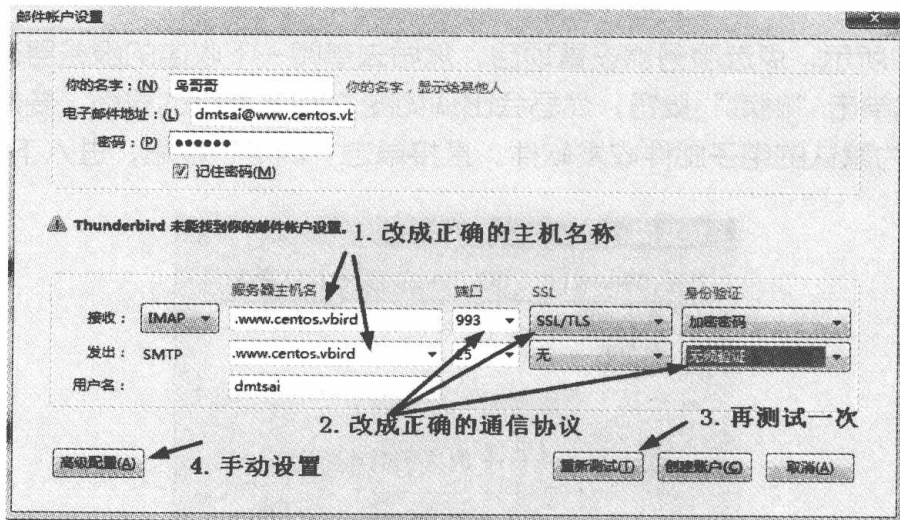 邮件帐户设置
你的名字：(N) 鸟哥哥 你的名字，显示给其他人
电子邮件地址：(L) dmtsai@www.centos.vb
密码：(P) ●●●●●●
记住密码(M)
Thunderbird 未能找到你的邮件帐户设置。
1. 改成正确的主机名称
服务器主机名 端口 SSL 身份验证
接收： IMAP .www.centos.vbird 993 SSL/TLS 加密密码
发出： SMTP .www.centos.vbird 25 无 无须验证
用户名： dmtsai
2. 改成正确的通信协议
3. 再测试一次
高级配置(A)
4. 手动设置
重新测试(T) 创建账户(C) 取消(A)